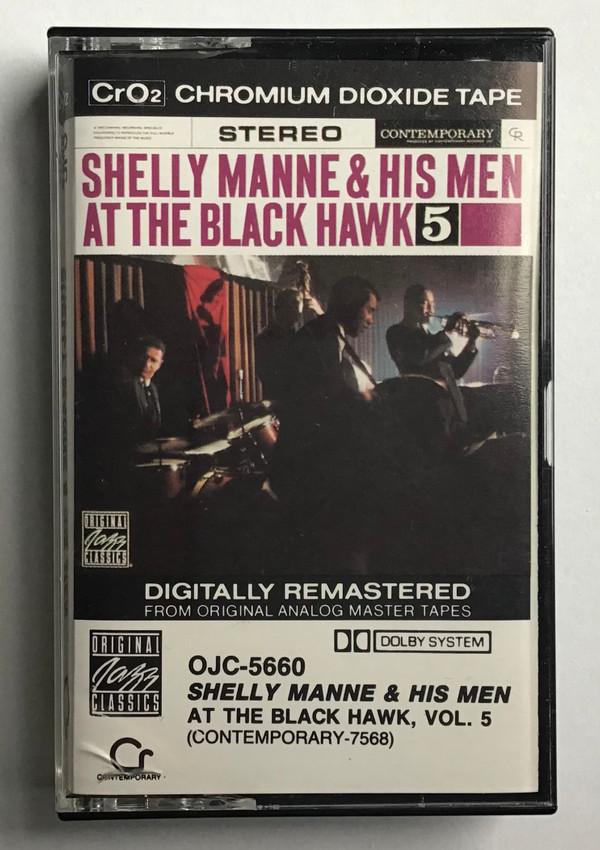 CrO2 CHROMIUM DIOXIDE TAPE
STEREO
CONTEMPORARY
CR
SHELLY MANNE & HIS MEN
AT THE BLACK HAWK 5
ORIGINAL
Jazz
CLASSICS
DIGITALLY REMASTERED
FROM ORIGINAL ANALOG MASTER TAPES
DOLBY SYSTEM
ORIGINAL
Jazz
CLASSICS
OJC-5660
SHELLY MANNE & HIS MEN
AT THE BLACK HAWK, VOL. 5
(CONTEMPORARY-7568)
Cr
CONTEMPORARY